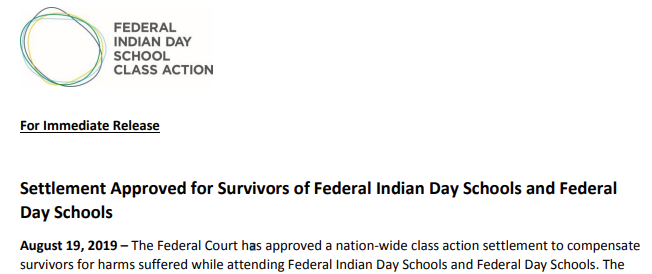 FEDERAL
INDIAN DAY
SCHOOL
CLASS ACTION
For Immediate Release
Settlement Approved for Survivors of Federal Indian Day Schools and Federal
Day Schools
August 19, 2019 – The Federal Court has approved a nation-wide class action settlement to compensate
survivors for harms suffered while attending Federal Indian Day Schools and Federal Day Schools. The